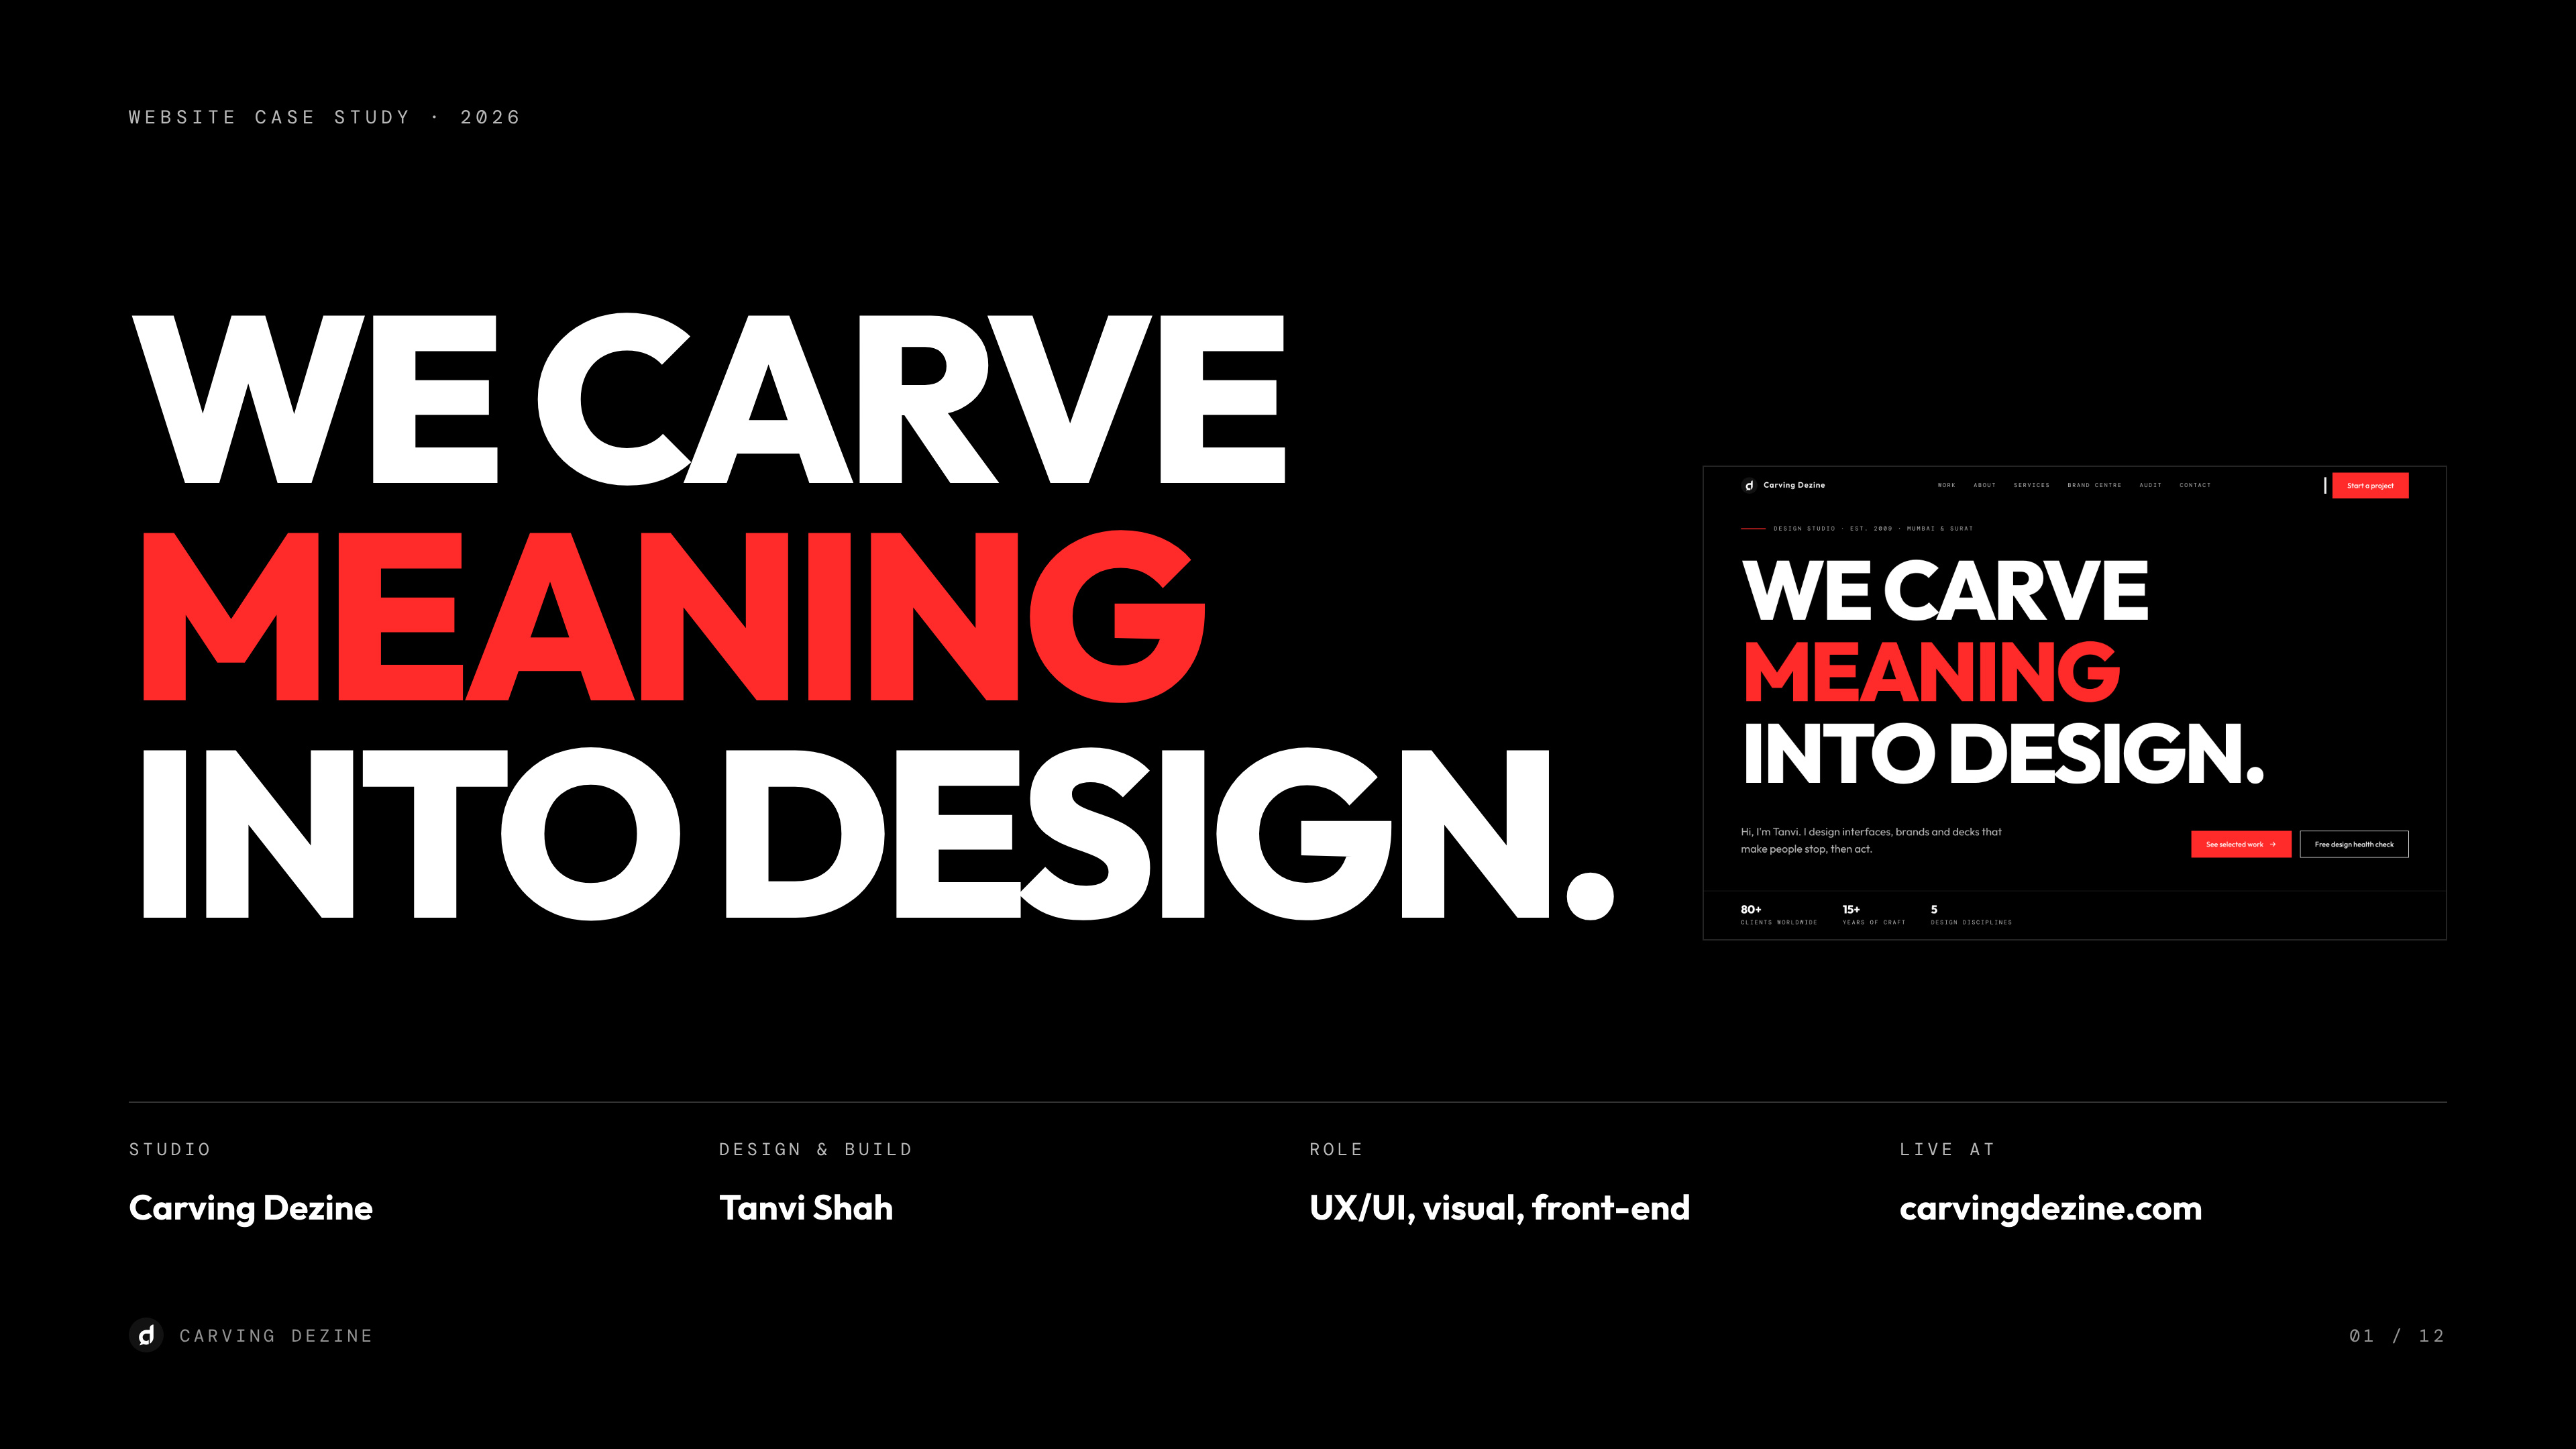 WEBSITE CASE STUDY · 2026
WE CARVE
MEANING
INTO DESIGN.
Carving Dezine
WORK ABOUT SERVICES BRAND CENTRE AUDIT CONTACT
Start a project
DESIGN STUDIO · EST. 2009 · MUMBAI & SURAT
WE CARVE
MEANING
INTO DESIGN.
Hi, I'm Tanvi. I design interfaces, brands and decks that
make people stop, then act.
See selected work →
Free design health check
80+ 15+ 5
CLIENTS WORLDWIDE YEARS OF CRAFT DESIGN DISCIPLINES
STUDIO DESIGN & BUILD ROLE LIVE AT
Carving Dezine Tanvi Shah UX/UI, visual, front-end carvingdezine.com
CARVING DEZINE
01 / 12